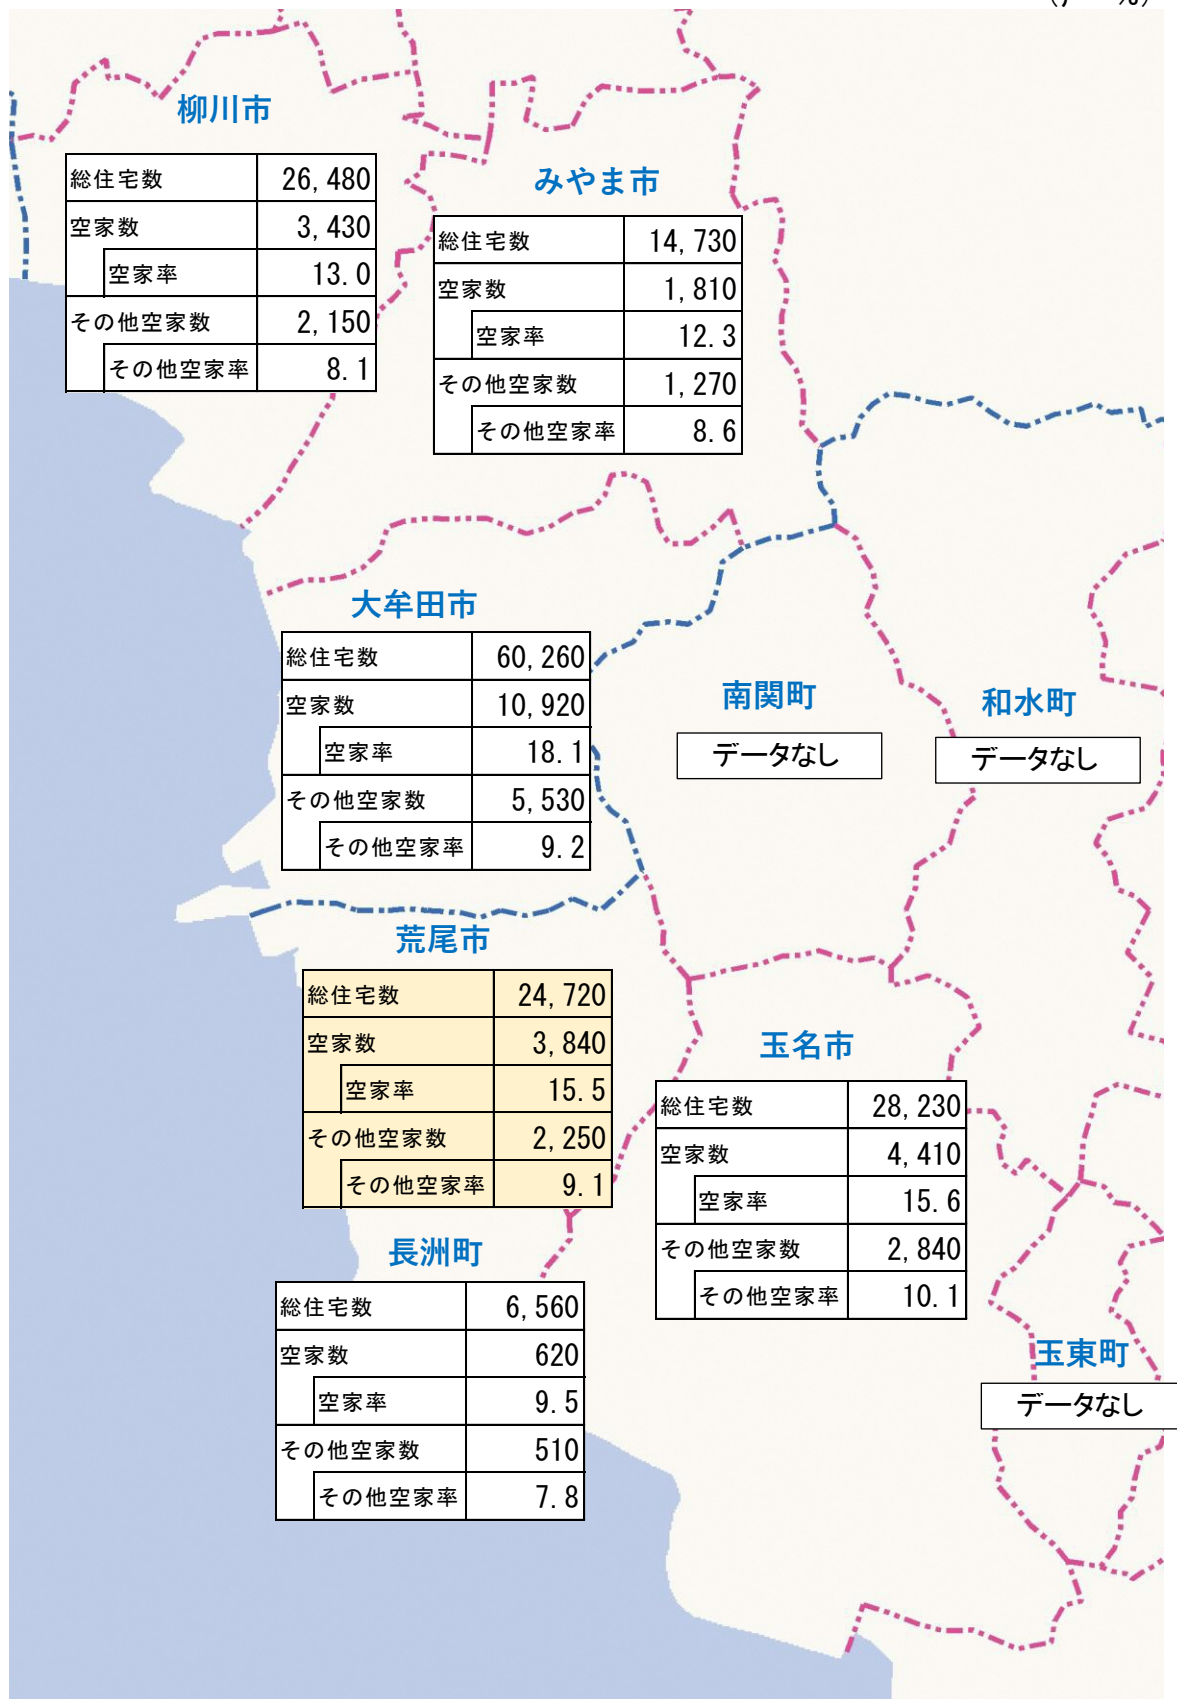 柳川市
総住宅数 26,480
空家数 3,430
空家率 13.0
その他空家数 2,150
その他空家率 8.1
みやま市
総住宅数 14,730
空家数 1,810
空家率 12.3
その他空家数 1,270
その他空家率 8.6
大牟田市
総住宅数 60,260
空家数 10,920
空家率 18.1
その他空家数 5,530
その他空家率 9.2
南関町
データなし
和水町
データなし
荒尾市
総住宅数 24,720
空家数 3,840
空家率 15.5
その他空家数 2,250
その他空家率 9.1
玉名市
総住宅数 28,230
空家数 4,410
空家率 15.6
その他空家数 2,840
その他空家率 10.1
長洲町
総住宅数 6,560
空家数 620
空家率 9.5
その他空家数 510
その他空家率 7.8
玉東町
データなし